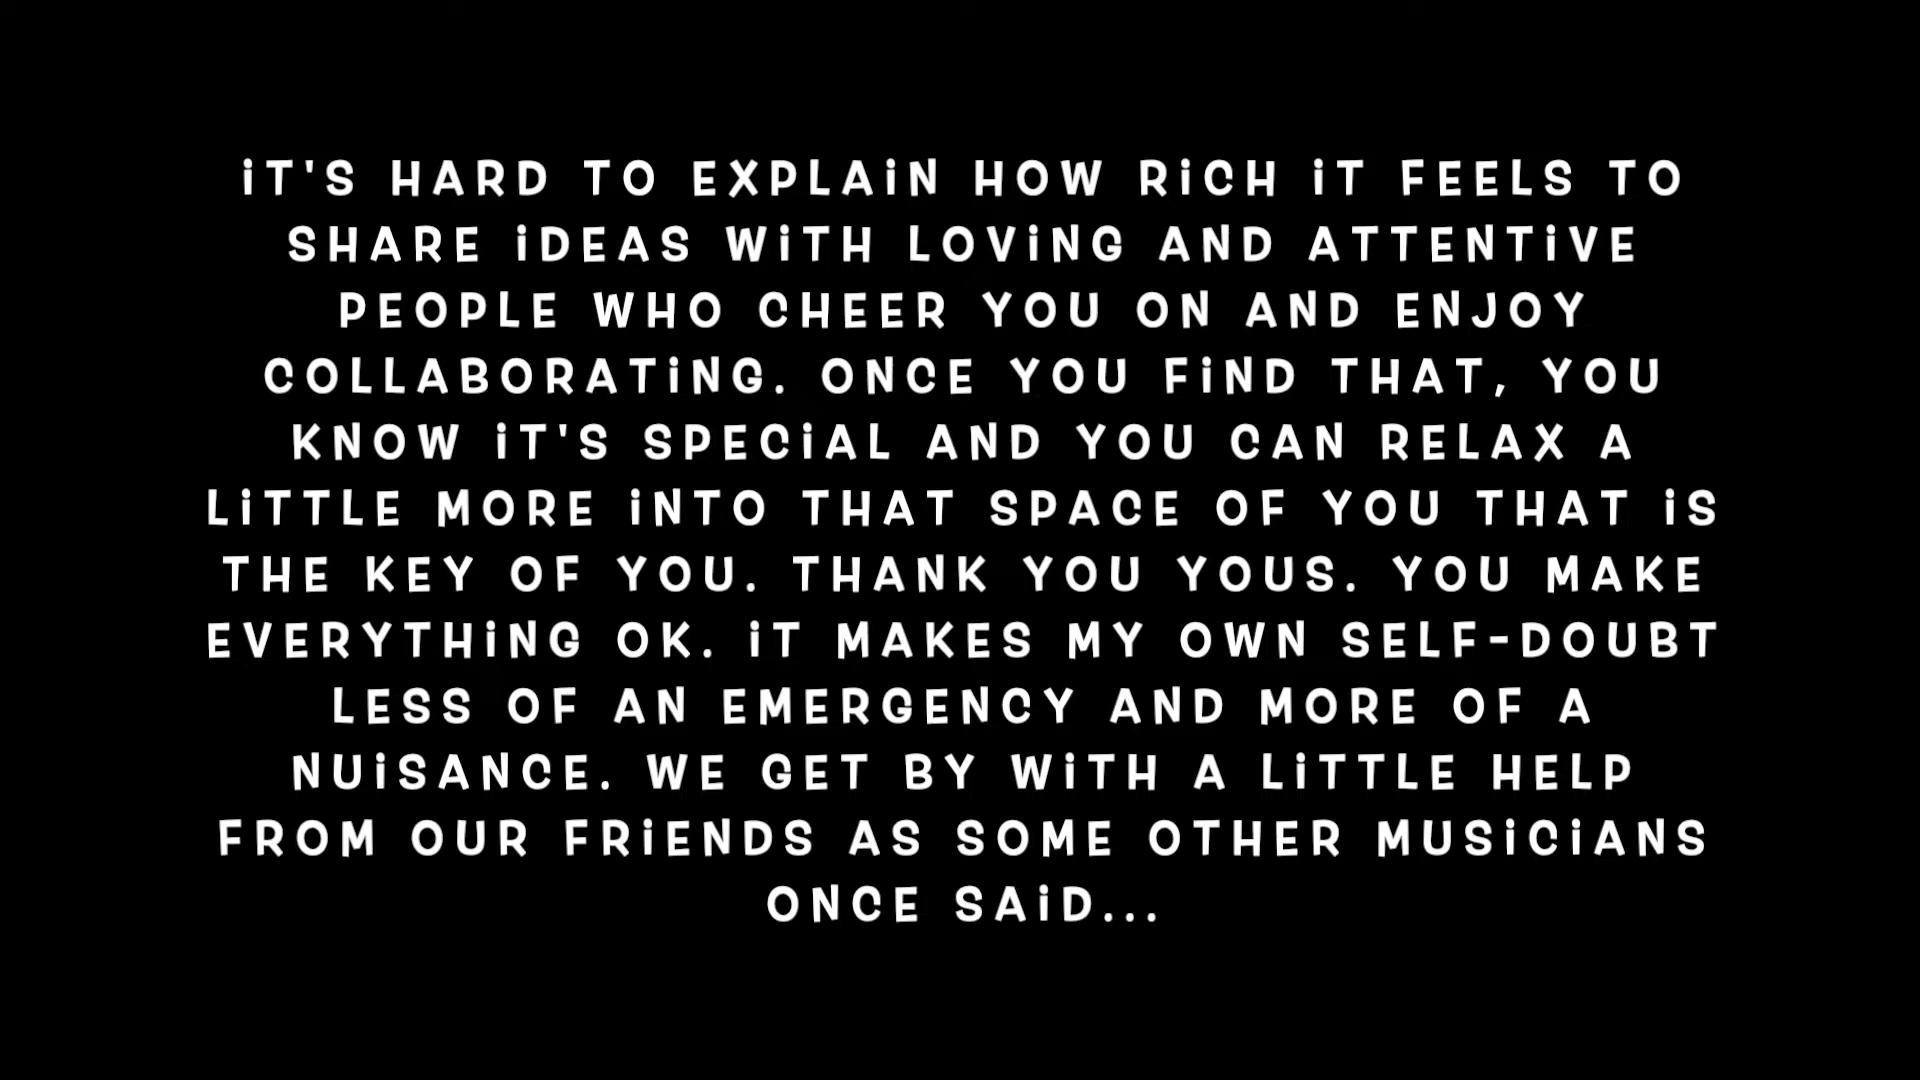 iT'S HARD TO EXPLAiN HOW RiCH iT FEELS TO
SHARE iDEAS WiTH LOViNG AND ATTENTiVE
PEOPLE WHO CHEER YOU ON AND ENJOY
COLLABORATiNG. ONCE YOU FiND THAT, YOU
KNOW iT'S SPECiAL AND YOU CAN RELAX A
LiTTLE MORE iNTO THAT SPACE OF YOU THAT iS
THE KEY OF YOU. THANK YOU YOUS. YOU MAKE
EVERYTHiNG OK. iT MAKES MY OWN SELF-DOUBT
LESS OF AN EMERGENCY AND MORE OF A
NUiSANCE. WE GET BY WiTH A LiTTLE HELP
FROM OUR FRiENDS AS SOME OTHER MUSiCiANS
ONCE SAiD...